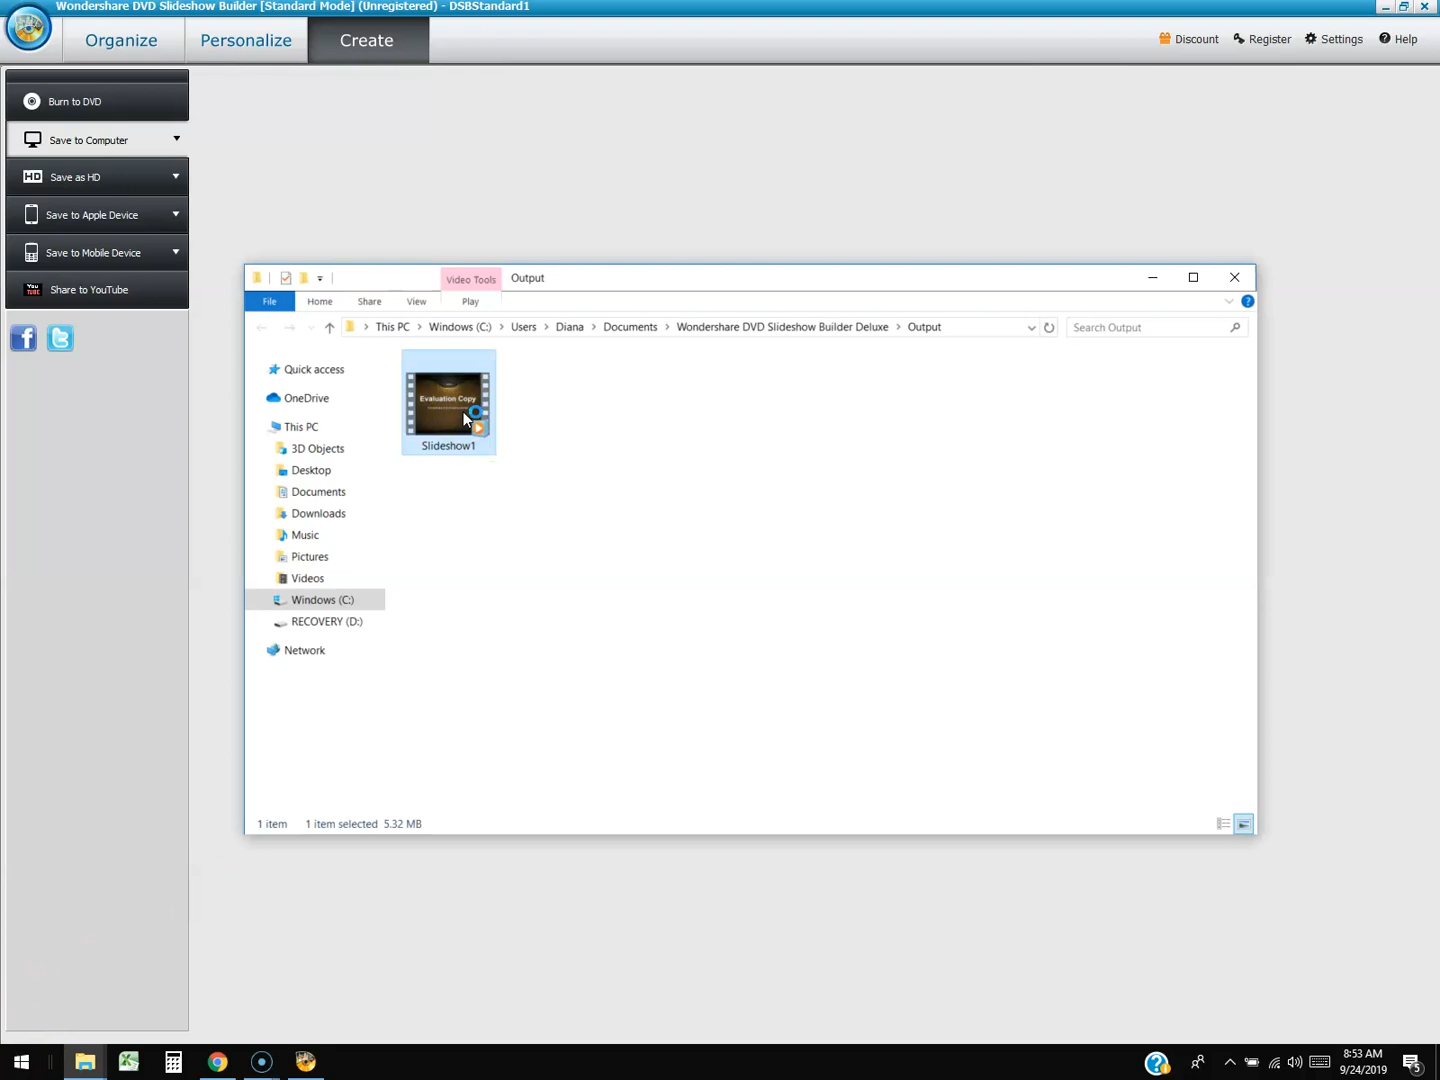 Wondershare DVD Slideshow Builder [Standard Mode] (Unregistered) - DSBStandard1
Organize
Personalize
Create
Discount
Register
Settings
Help
Burn to DVD
Save to Computer
HD Save as HD
Save to Apple Device
Save to Mobile Device
You Tube Share to YouTube
Video Tools
Output
File
Home
Share
View
Play
This PC > Windows (C:) > Users > Diana > Documents > Wondershare DVD Slideshow Builder Deluxe > Output
Search Output
Quick access
OneDrive
This PC
3D Objects
Desktop
Documents
Downloads
Music
Pictures
Videos
Windows (C:)
RECOVERY (D:)
Network
Evaluation Copy
Slideshow1
1 item
1 item selected 5.32 MB
8:53 AM
9/24/2019
5